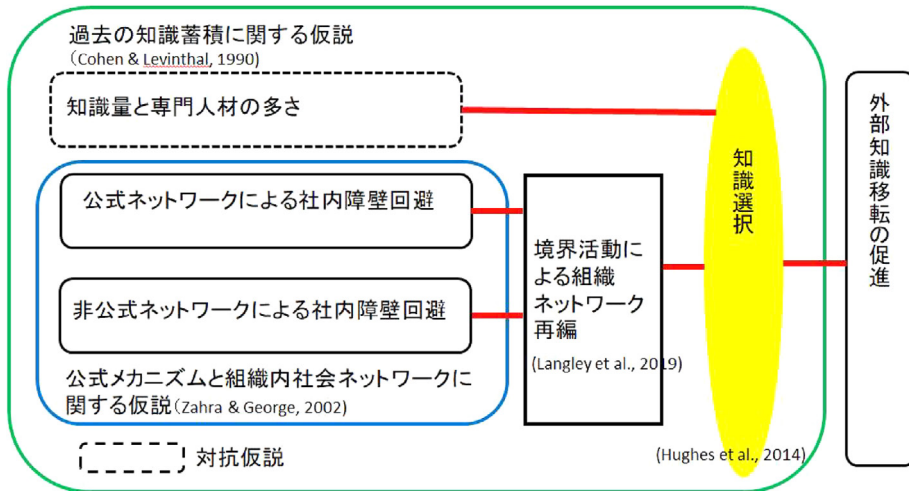 過去の知識蓄積に関する仮説
(Cohen & Levinthal, 1990)
知識量と専門人材の多さ
公式ネットワークによる社内障壁回避
非公式ネットワークによる社内障壁回避
公式メカニズムと組織内社会ネットワークに
関する仮説(Zahra & George, 2002)
対抗仮説
境界活動に
よる組織
ネットワーク
再編
(Langley et al., 2019)
知識選択
(Hughes et al., 2014)
外部知識移転の促進